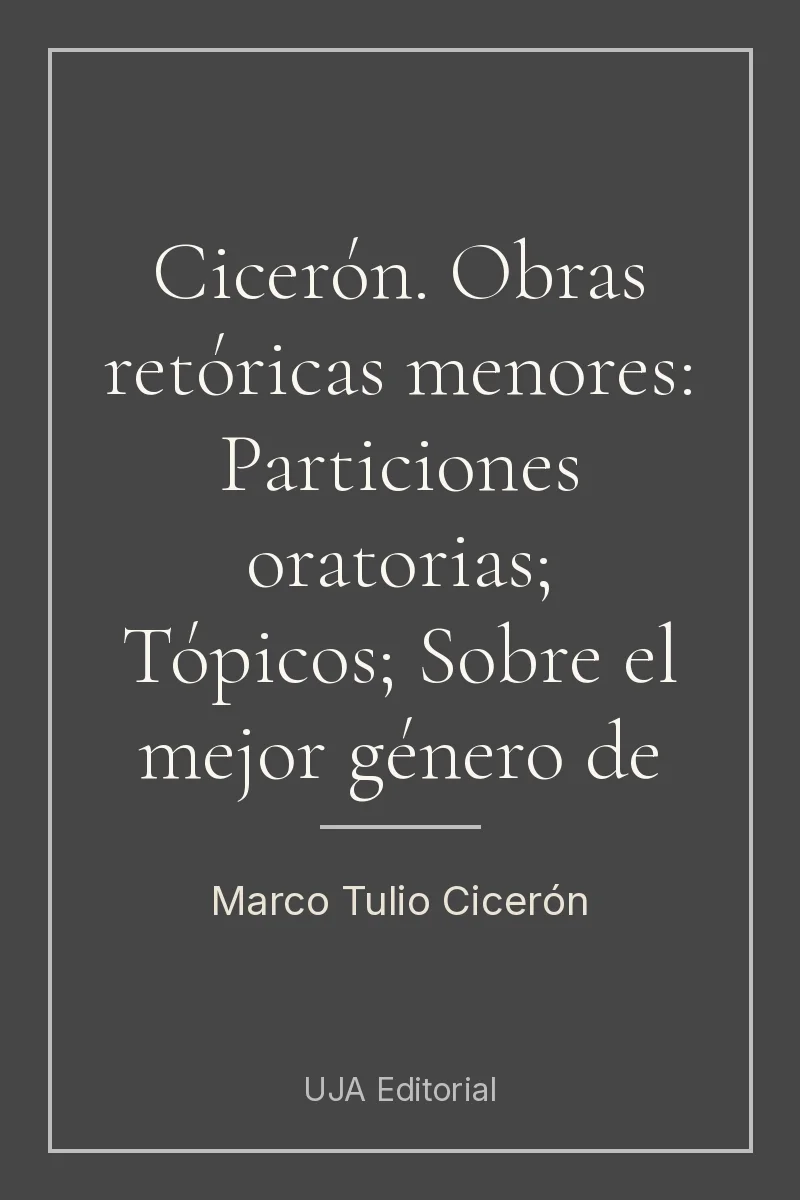 Cicerón. Obras
retóricas menores:
Particiones
oratorias;
Tópicos; Sobre el
mejor género de
Marco Tulio Cicerón
UJA Editorial